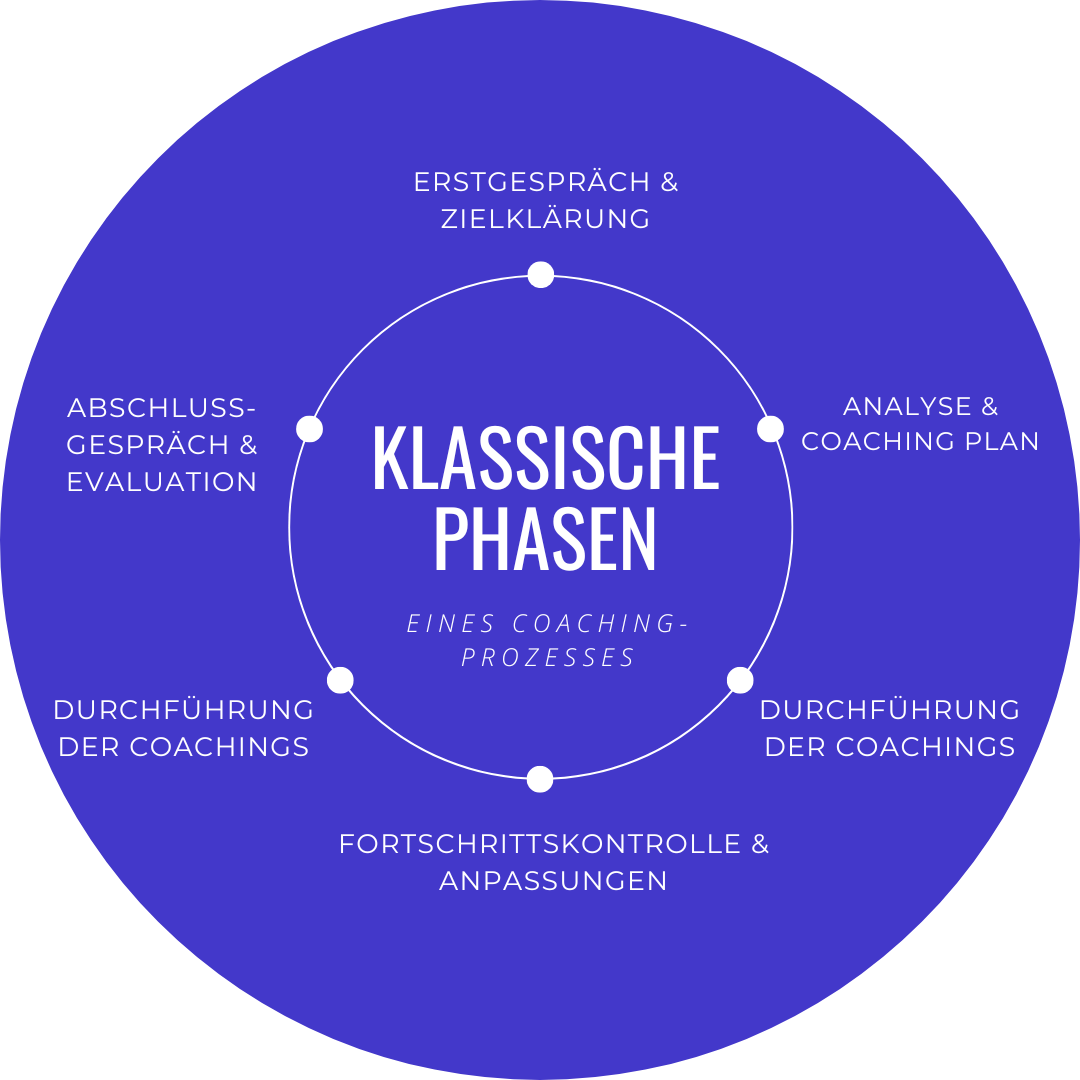 ERSTGESPRÄCH &
ZIELKLÄRUNG
ANALYSE &
COACHING PLAN
DURCHFÜHRUNG
DER COACHINGS
FORTSCHRITTSKONTROLLE &
ANPASSUNGEN
DURCHFÜHRUNG
DER COACHINGS
ABSCHLUSS-
GESPRÄCH &
EVALUATION
KLASSISCHE
PHASEN
EINES COACHING-
PROZESSES